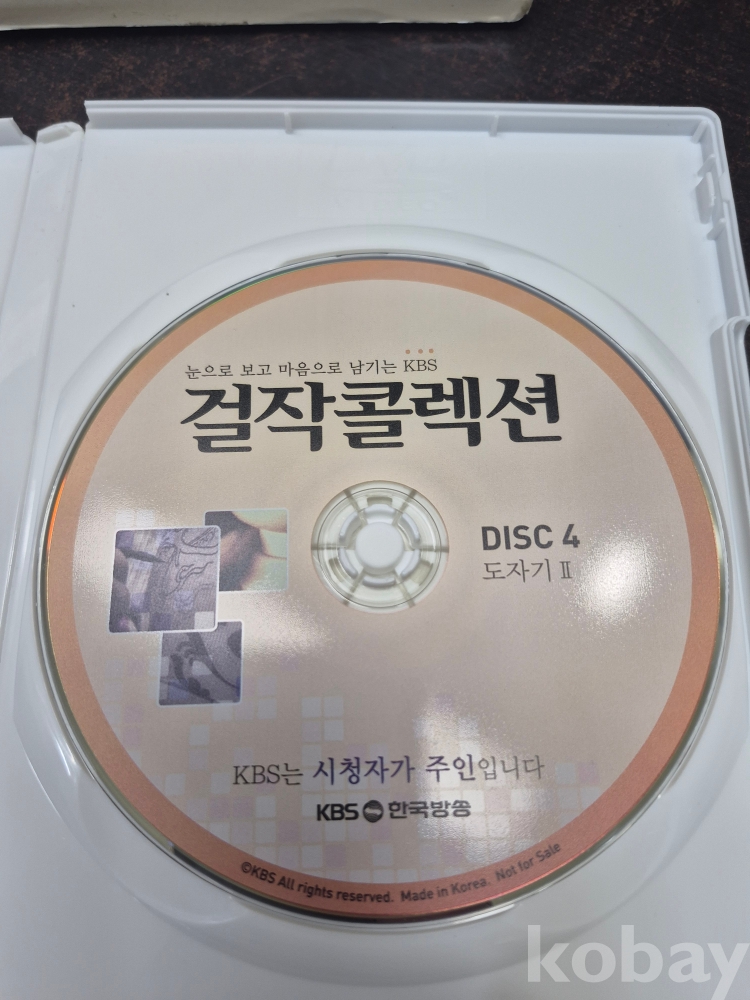 눈으로 보고 마음으로 남기는 KBS
걸작콜렉션
DISC 4
도자기 Ⅱ
KBS는 시청자가 주인입니다
KBS 한국방송
©KBS All rights reserved. Made in Korea. Not for Sale
kobay